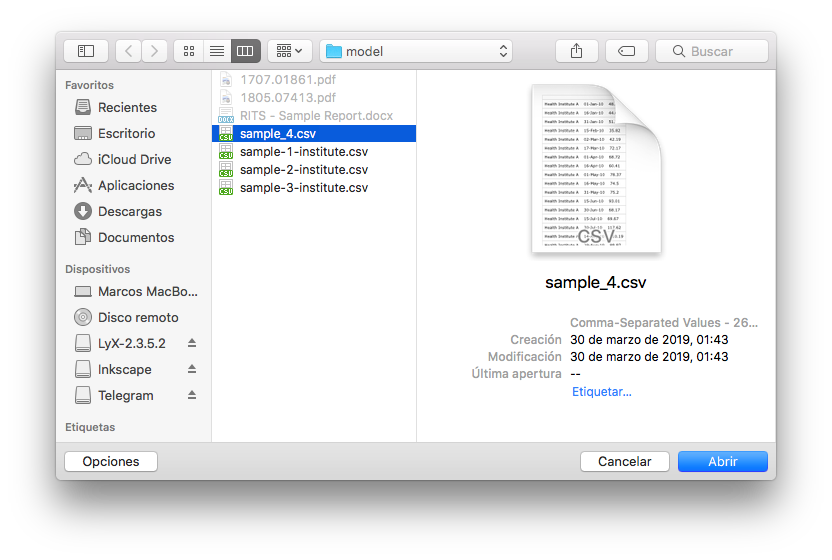 model
Buscar
Favoritos
Recientes
Escritorio
iCloud Drive
Aplicaciones
Descargas
Documentos
Dispositivos
Marcos MacBo...
Disco remoto
LyX-2.3.5.2
Inkscape
Telegram
Etiquetas
1707.01861.pdf
1805.07413.pdf
RITS - Sample Report.docx
sample_4.csv
sample-1-institute.csv
sample-2-institute.csv
sample-3-institute.csv
CSV
sample_4.csv
Comma-Separated Values - 26...
Creación 30 de marzo de 2019, 01:43
Modificación 30 de marzo de 2019, 01:43
Última apertura --
Etiquetar...
Opciones
Cancelar
Abrir